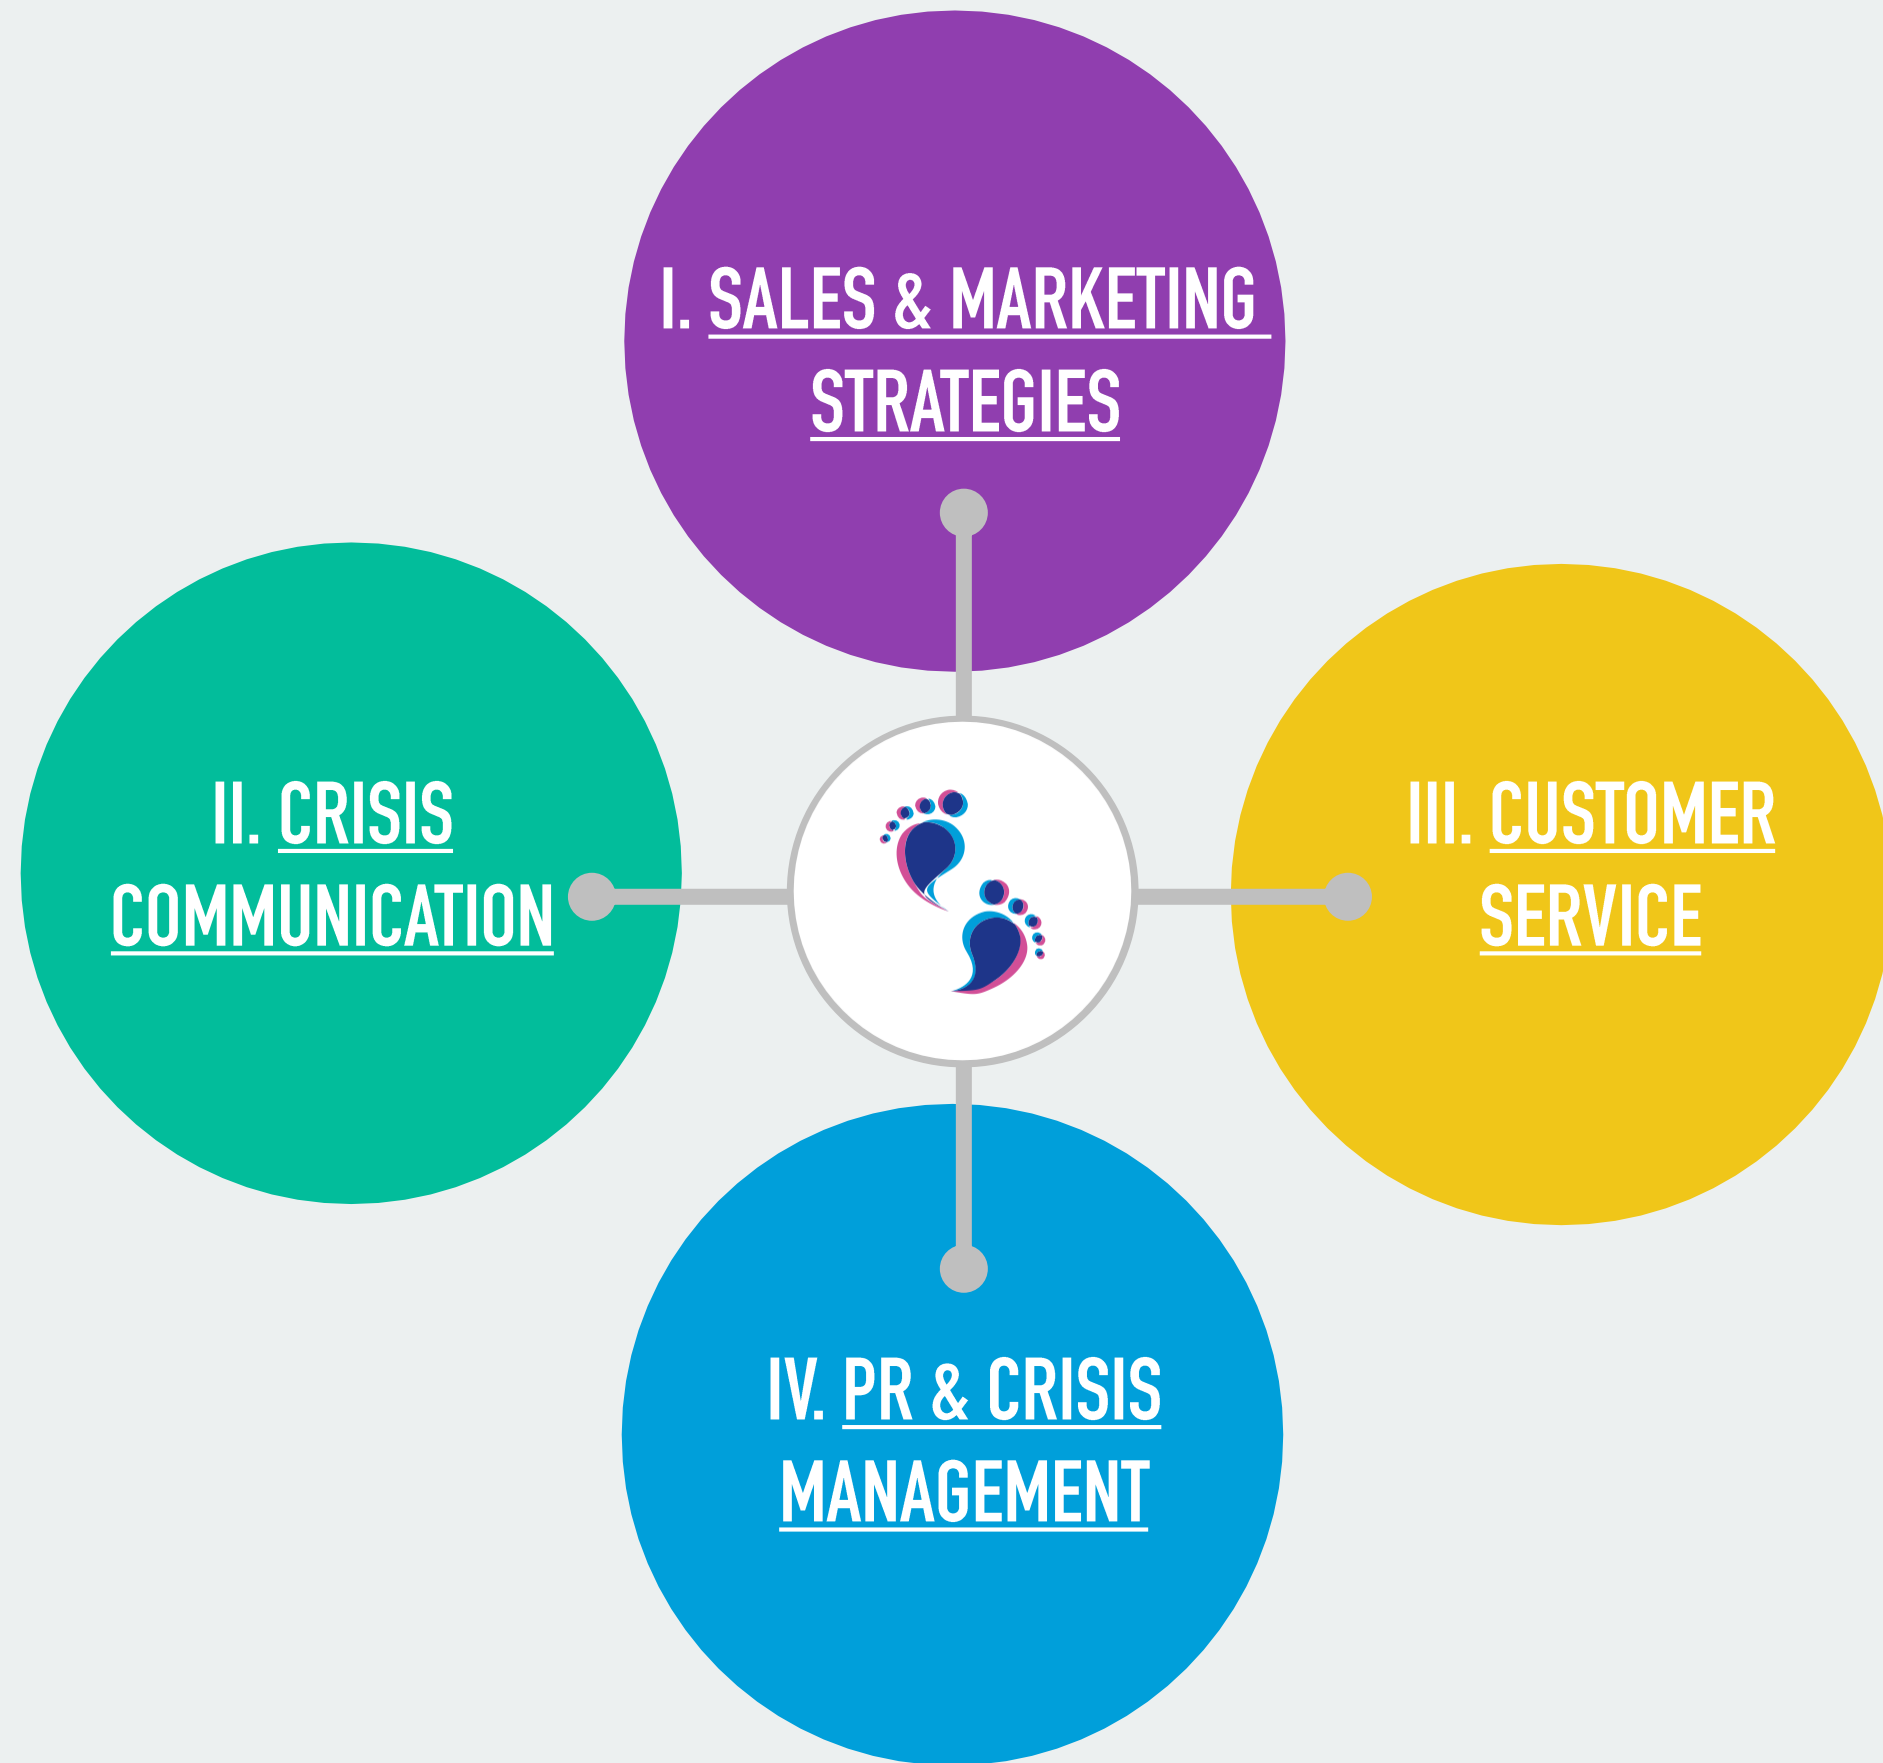 I. SALES & MARKETING
STRATEGIES
II. CRISIS
COMMUNICATION
III. CUSTOMER
SERVICE
IV. PR & CRISIS
MANAGEMENT